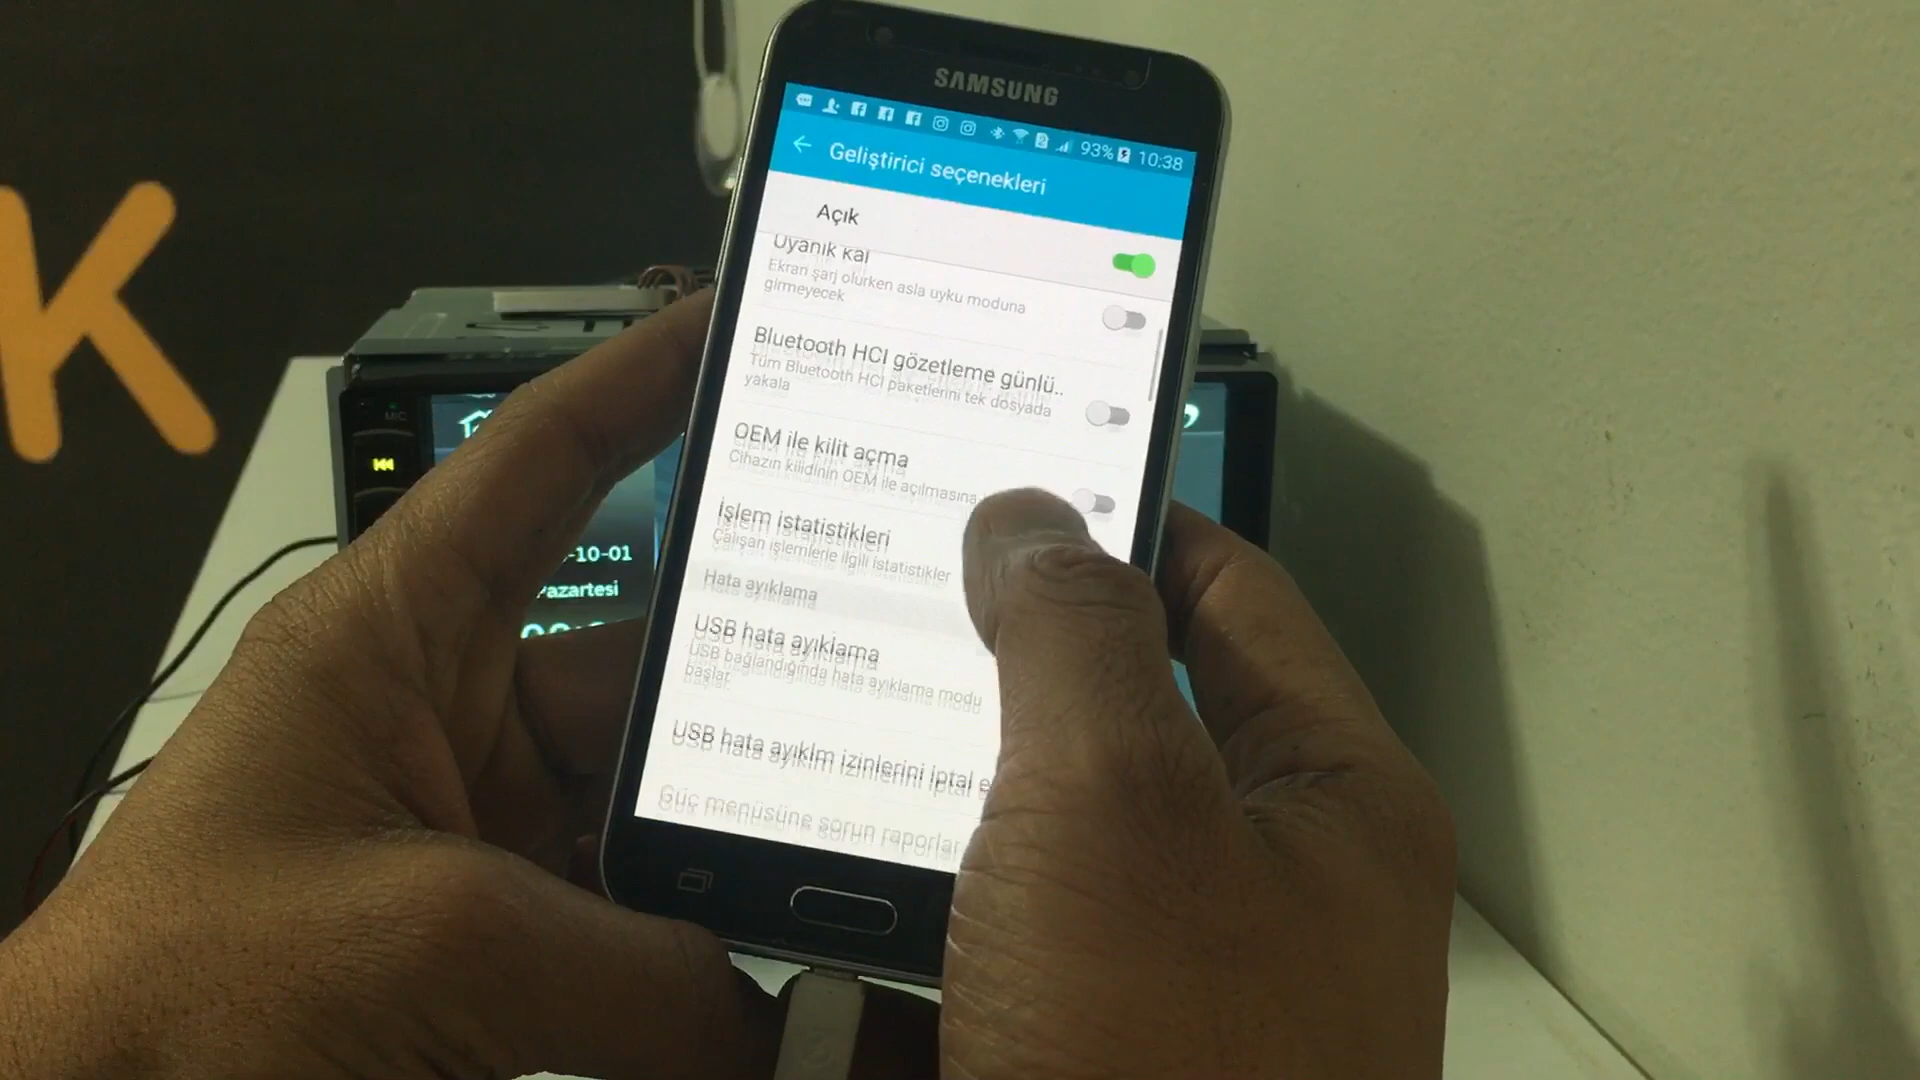 K
SAMSUNG
93% 10:38
Geliştirici seçenekleri
Açık
Uyanık kal
Ekran şarj olurken asla uyku moduna
girmeyecek
Bluetooth HCI gözetleme günlü..
Tüm Bluetooth HCI paketlerini tek dosyada
yakala
OEM ile kilit açma
Cihazın kilidinin OEM ile açılmasına
İşlem istatistikleri
Çalışan işlemlerle ilgili istatistikler
Hata ayıklama
USB hata ayıklama
USB bağlandığında hata ayıklama modu
başlar.
USB hata ayıklm izinlerini iptal e
Güç menüsüne sorun raporlar
MIC
-10-01
Pazartesi